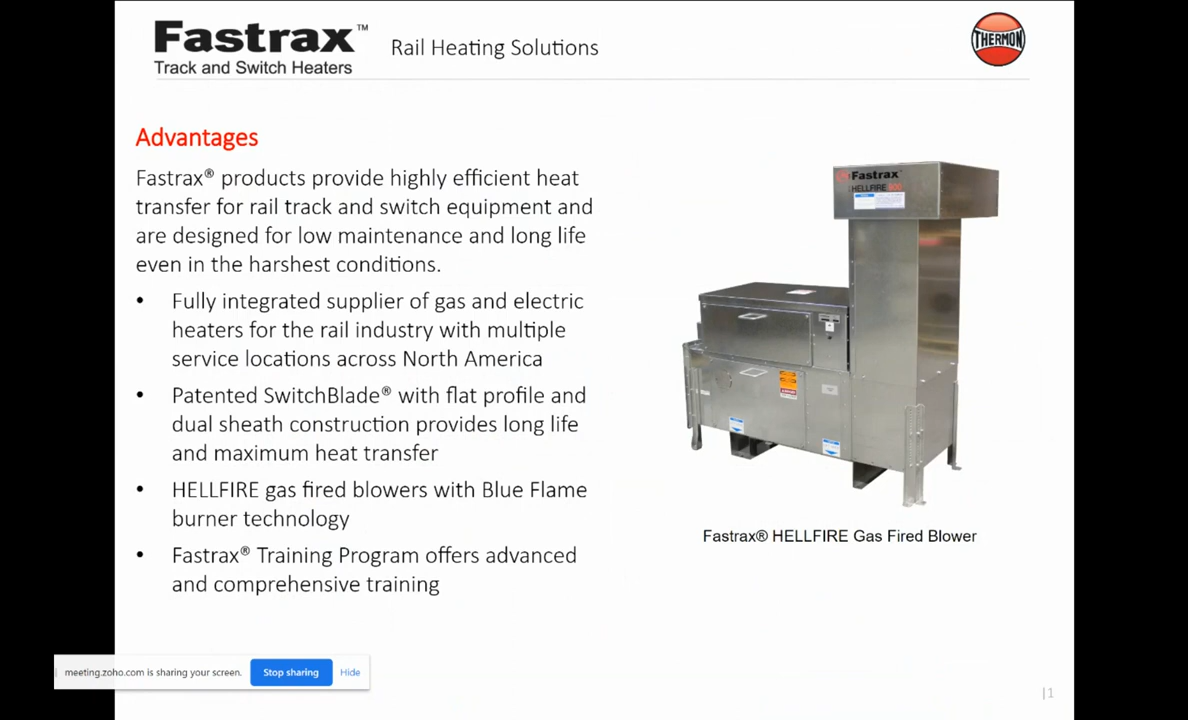 Fastrax™
Track and Switch Heaters
Rail Heating Solutions
THERMON
Advantages
Fastrax® products provide highly efficient heat
transfer for rail track and switch equipment and
are designed for low maintenance and long life
even in the harshest conditions.
• Fully integrated supplier of gas and electric
heaters for the rail industry with multiple
service locations across North America
• Patented SwitchBlade® with flat profile and
dual sheath construction provides long life
and maximum heat transfer
• HELLFIRE gas fired blowers with Blue Flame
burner technology
• Fastrax® Training Program offers advanced
and comprehensive training
Fastrax
HELLFIRE
Fastrax® HELLFIRE Gas Fired Blower
meeting.zoho.com is sharing your screen.
Stop sharing
Hide
|1